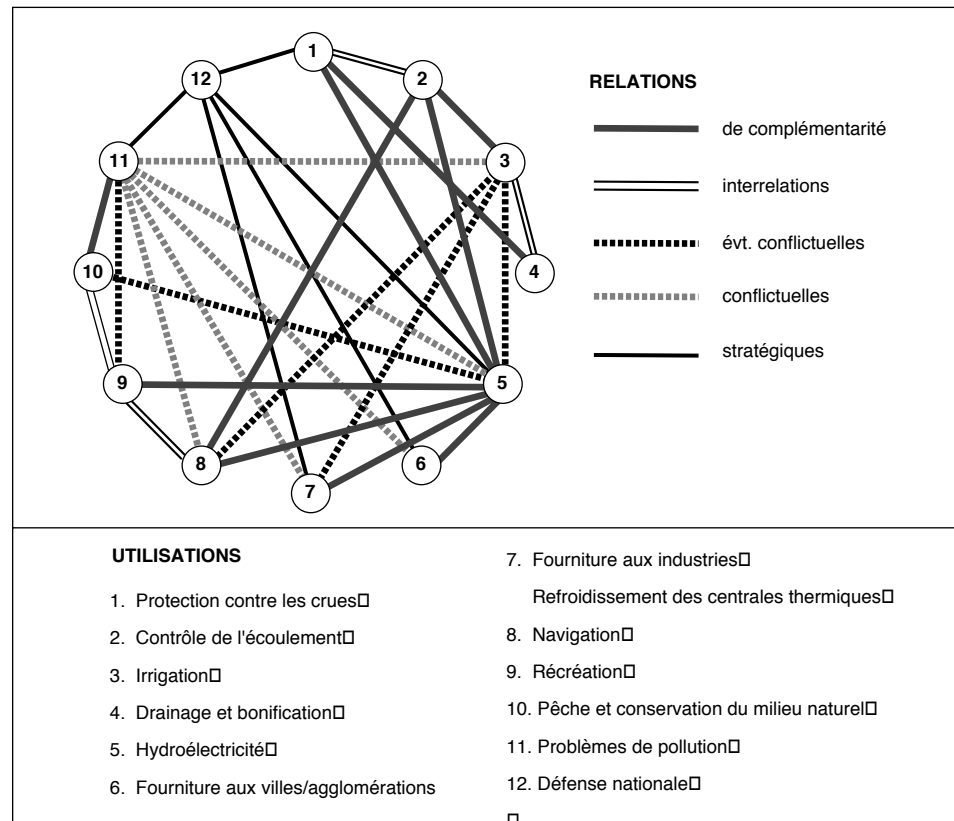 1
2
3
4
5
6
7
8
9
10
11
12
RELATIONS
de complémentarité
interrelations
évt. conflictuelles
conflictuelles
stratégiques
UTILISATIONS
1. Protection contre les crues□
2. Contrôle de l'écoulement□
3. Irrigation□
4. Drainage et bonification□
5. Hydroélectricité□
6. Fourniture aux villes/agglomérations
7. Fourniture aux industries□
Refroidissement des centrales thermiques□
8. Navigation□
9. Récréation□
10. Pêche et conservation du milieu naturel□
11. Problèmes de pollution□
12. Défense nationale□
□